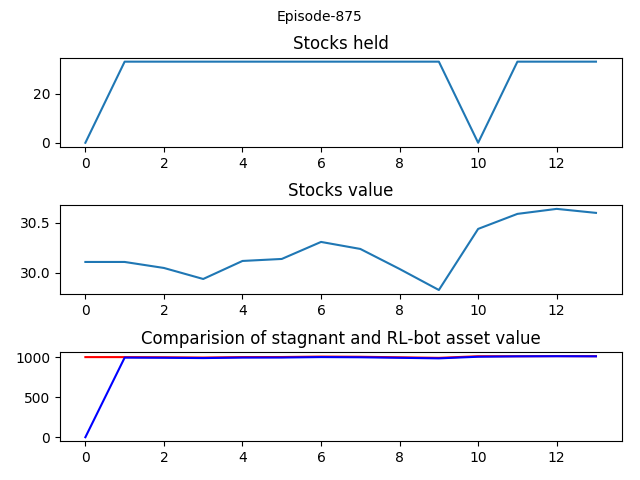 Episode-875
Stocks held
20
0
0 2 4 6 8 10 12
Stocks value
30.5
30.0
0 2 4 6 8 10 12
Comparision of stagnant and RL-bot asset value
1000
500
0
0 2 4 6 8 10 12